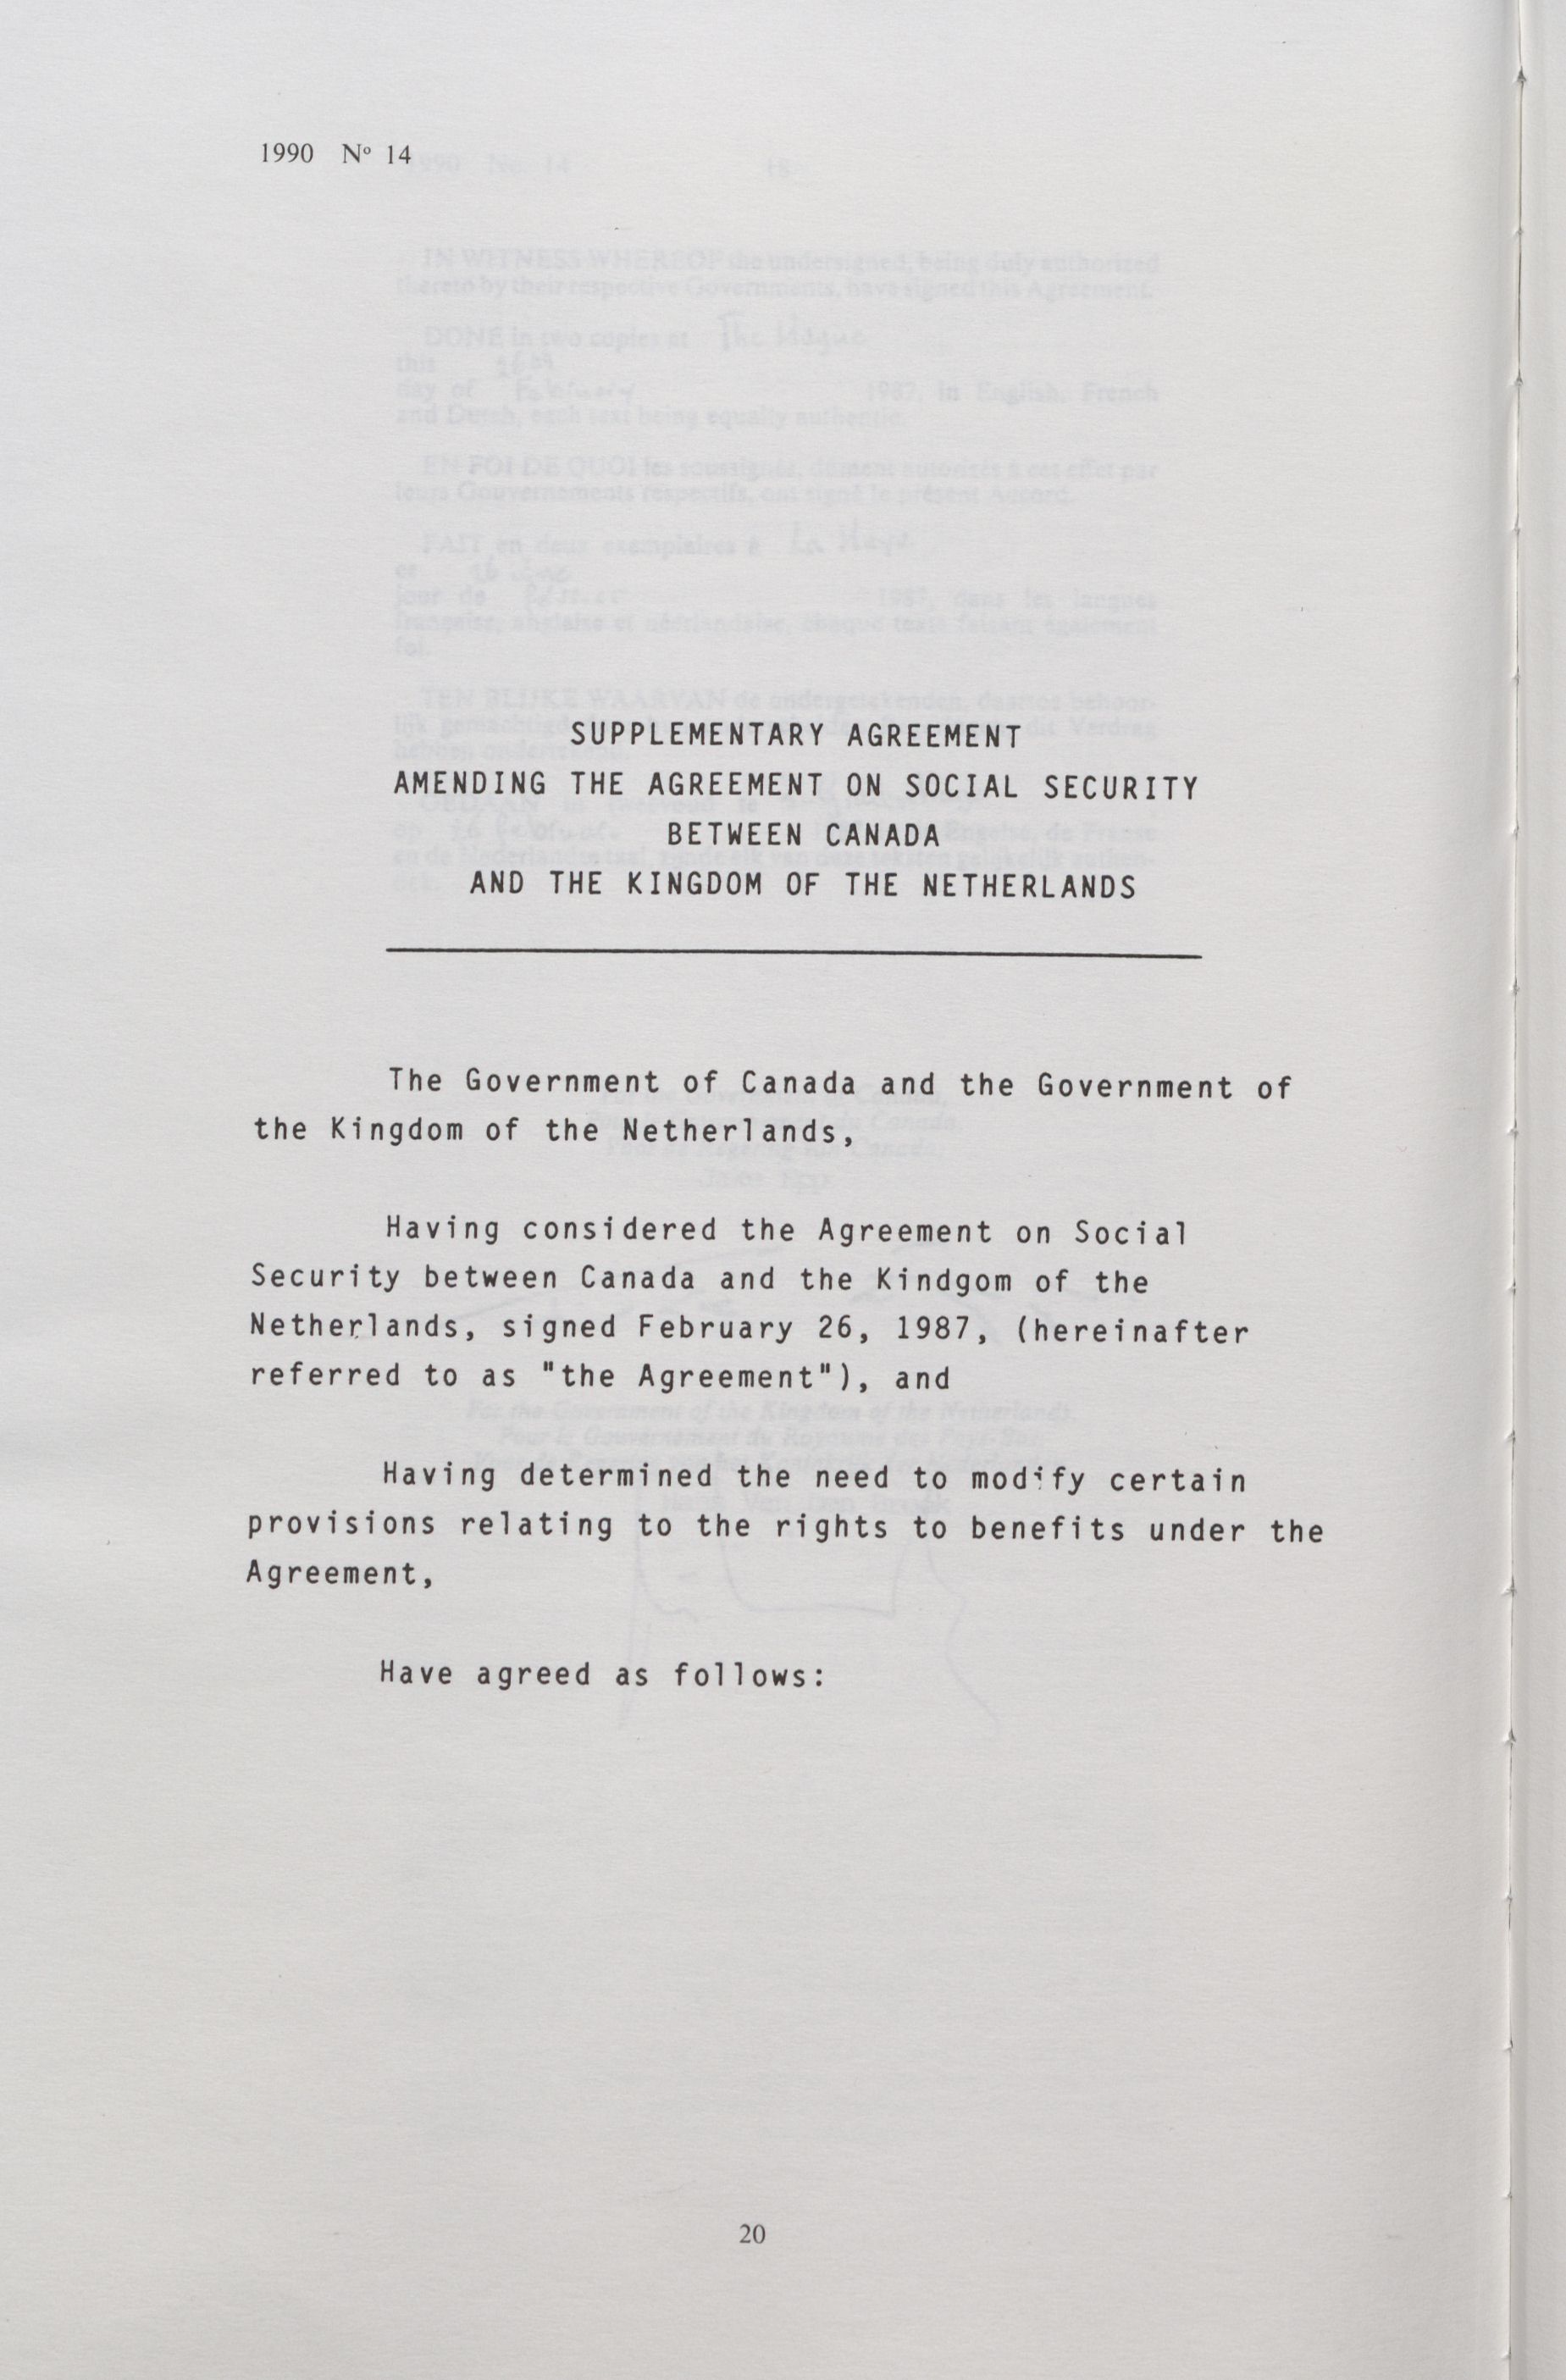 1990 Nº 14
SUPPLEMENTARY AGREEMENT
AMENDING THE AGREEMENT ON SOCIAL SECURITY
BETWEEN CANADA
AND THE KINGDOM OF THE NETHERLANDS
The Government of Canada and the Government of
the Kingdom of the Netherlands,
Having considered the Agreement on Social
Security between Canada and the Kindgom of the
Netherlands, signed February 26, 1987, (hereinafter
referred to as "the Agreement"), and
Having determined the need to modify certain
provisions relating to the rights to benefits under the
Agreement,
Have agreed as follows:
20